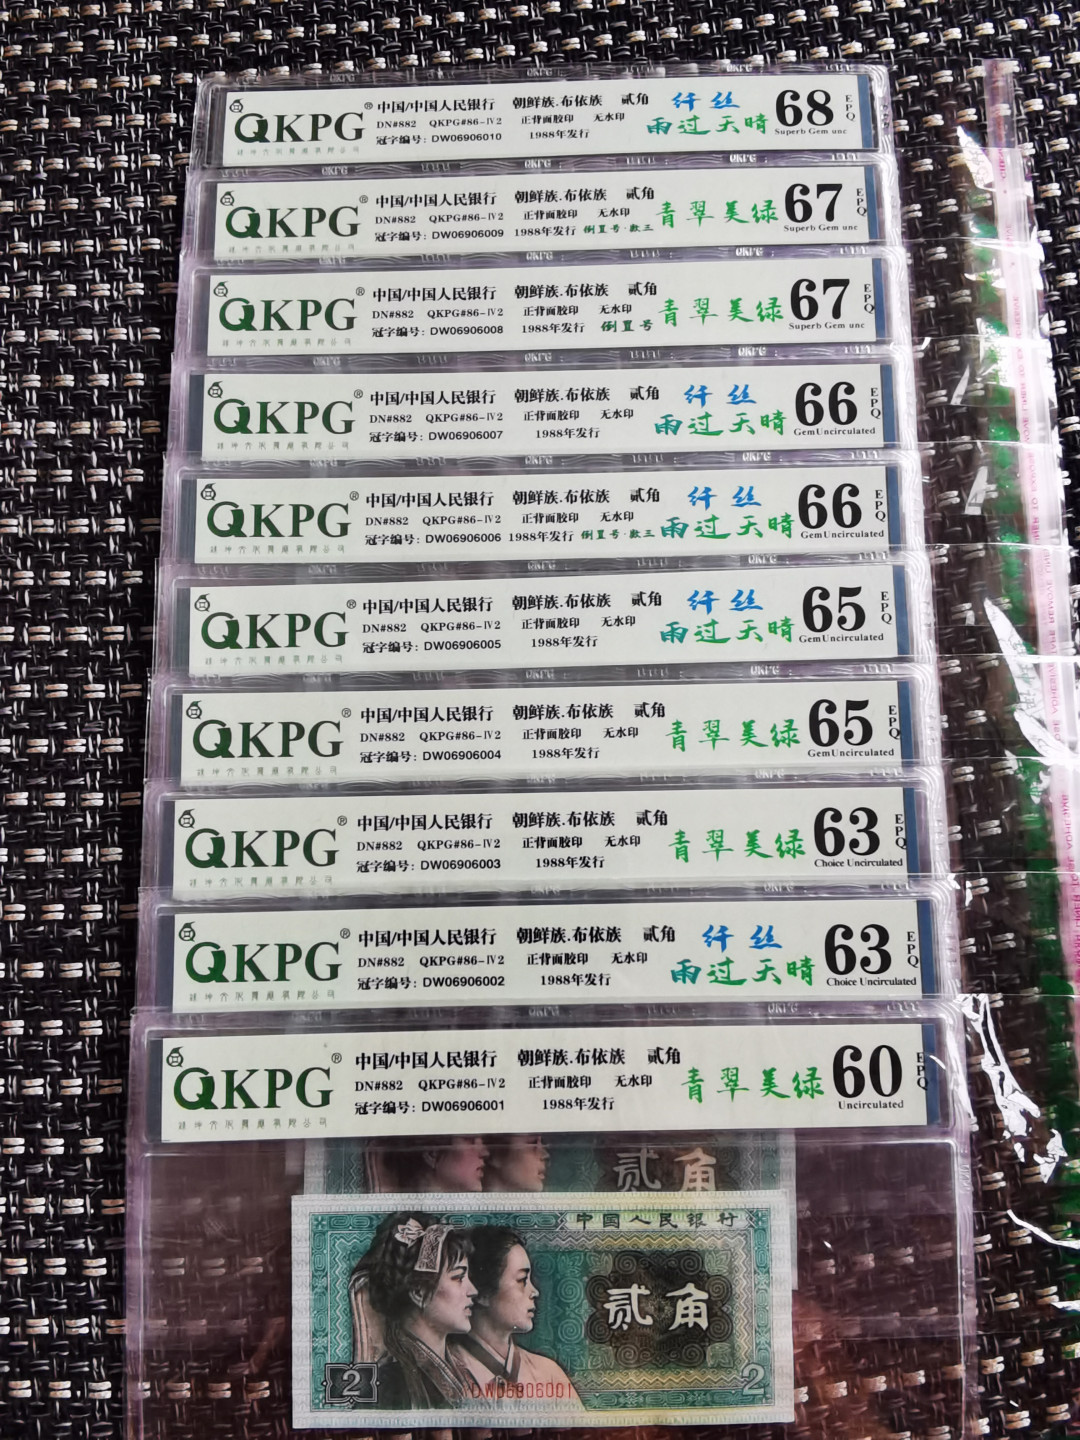 QKPG® 中国/中国人民银行 朝鲜族.布依族 贰角 纤丝 68 EPQ
DN#882 QKPG#86-Ⅳ2 正背面胶印 无水印 雨过天晴 Superb Gem unc
冠字编号: DW06906010 1988年发行
QKPG® 中国/中国人民银行 朝鲜族.布依族 贰角 青翠美绿 67 EPQ
DN#882 QKPG#86-Ⅳ2 正背面胶印 无水印 Superb Gem unc
冠字编号: DW06906009 1988年发行 倒置号·数三
QKPG® 中国/中国人民银行 朝鲜族.布依族 贰角 青翠美绿 67 EPQ
DN#882 QKPG#86-Ⅳ2 正背面胶印 无水印 Superb Gem unc
冠字编号: DW06906008 1988年发行 倒置号
QKPG® 中国/中国人民银行 朝鲜族.布依族 贰角 纤丝 66 EPQ
DN#882 QKPG#86-Ⅳ2 正背面胶印 无水印 雨过天晴 GemUncirculated
冠字编号: DW06906007 1988年发行
QKPG® 中国/中国人民银行 朝鲜族.布依族 贰角 纤丝 66 EPQ
DN#882 QKPG#86-Ⅳ2 正背面胶印 无水印 雨过天晴 GemUncirculated
冠字编号: DW06906006 1988年发行 倒置号·数三
QKPG® 中国/中国人民银行 朝鲜族.布依族 贰角 纤丝 65 EPQ
DN#882 QKPG#86-Ⅳ2 正背面胶印 无水印 雨过天晴 GemUncirculated
冠字编号: DW06906005 1988年发行
QKPG® 中国/中国人民银行 朝鲜族.布依族 贰角 青翠美绿 65 EPQ
DN#882 QKPG#86-Ⅳ2 正背面胶印 无水印 GemUncirculated
冠字编号: DW06906004 1988年发行
QKPG® 中国/中国人民银行 朝鲜族.布依族 贰角 青翠美绿 63 EPQ
DN#882 QKPG#86-Ⅳ2 正背面胶印 无水印 Choice Uncirculated
冠字编号: DW06906003 1988年发行
QKPG® 中国/中国人民银行 朝鲜族.布依族 贰角 纤丝 63 EPQ
DN#882 QKPG#86-Ⅳ2 正背面胶印 无水印 雨过天晴 Choice Uncirculated
冠字编号: DW06906002 1988年发行
QKPG® 中国/中国人民银行 朝鲜族.布依族 贰角 青翠美绿 60 EPQ
DN#882 QKPG#86-Ⅳ2 正背面胶印 无水印 Uncirculated
冠字编号: DW06906001 1988年发行
贰角
中国人民银行
贰角
2 DW06906001 2